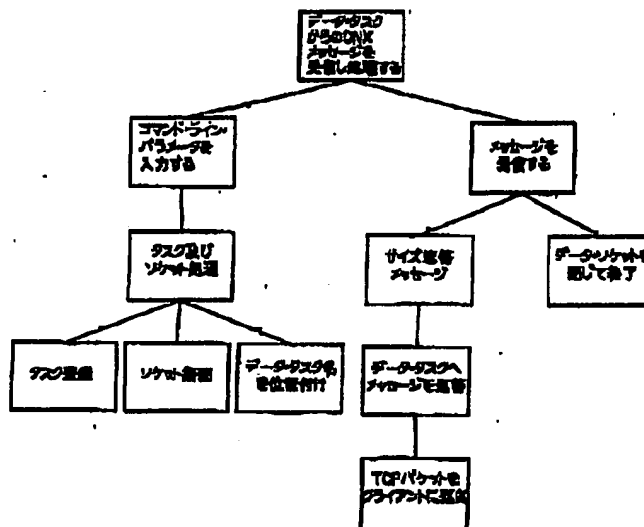 データ・タスク
からのQNX
メッセージを
受信し処理する
コマンド・ライン・
パラメータを
入力する
メッセージを
受信する
タスク及び
ソケット処理
サイズ返答
メッセージ
データ・ソケットを
閉じて終了
タスク登録
ソケット
データ・タスク名
を位置付け
データ・タスクへ
メッセージを返答
TCPパケットを
クライアントに